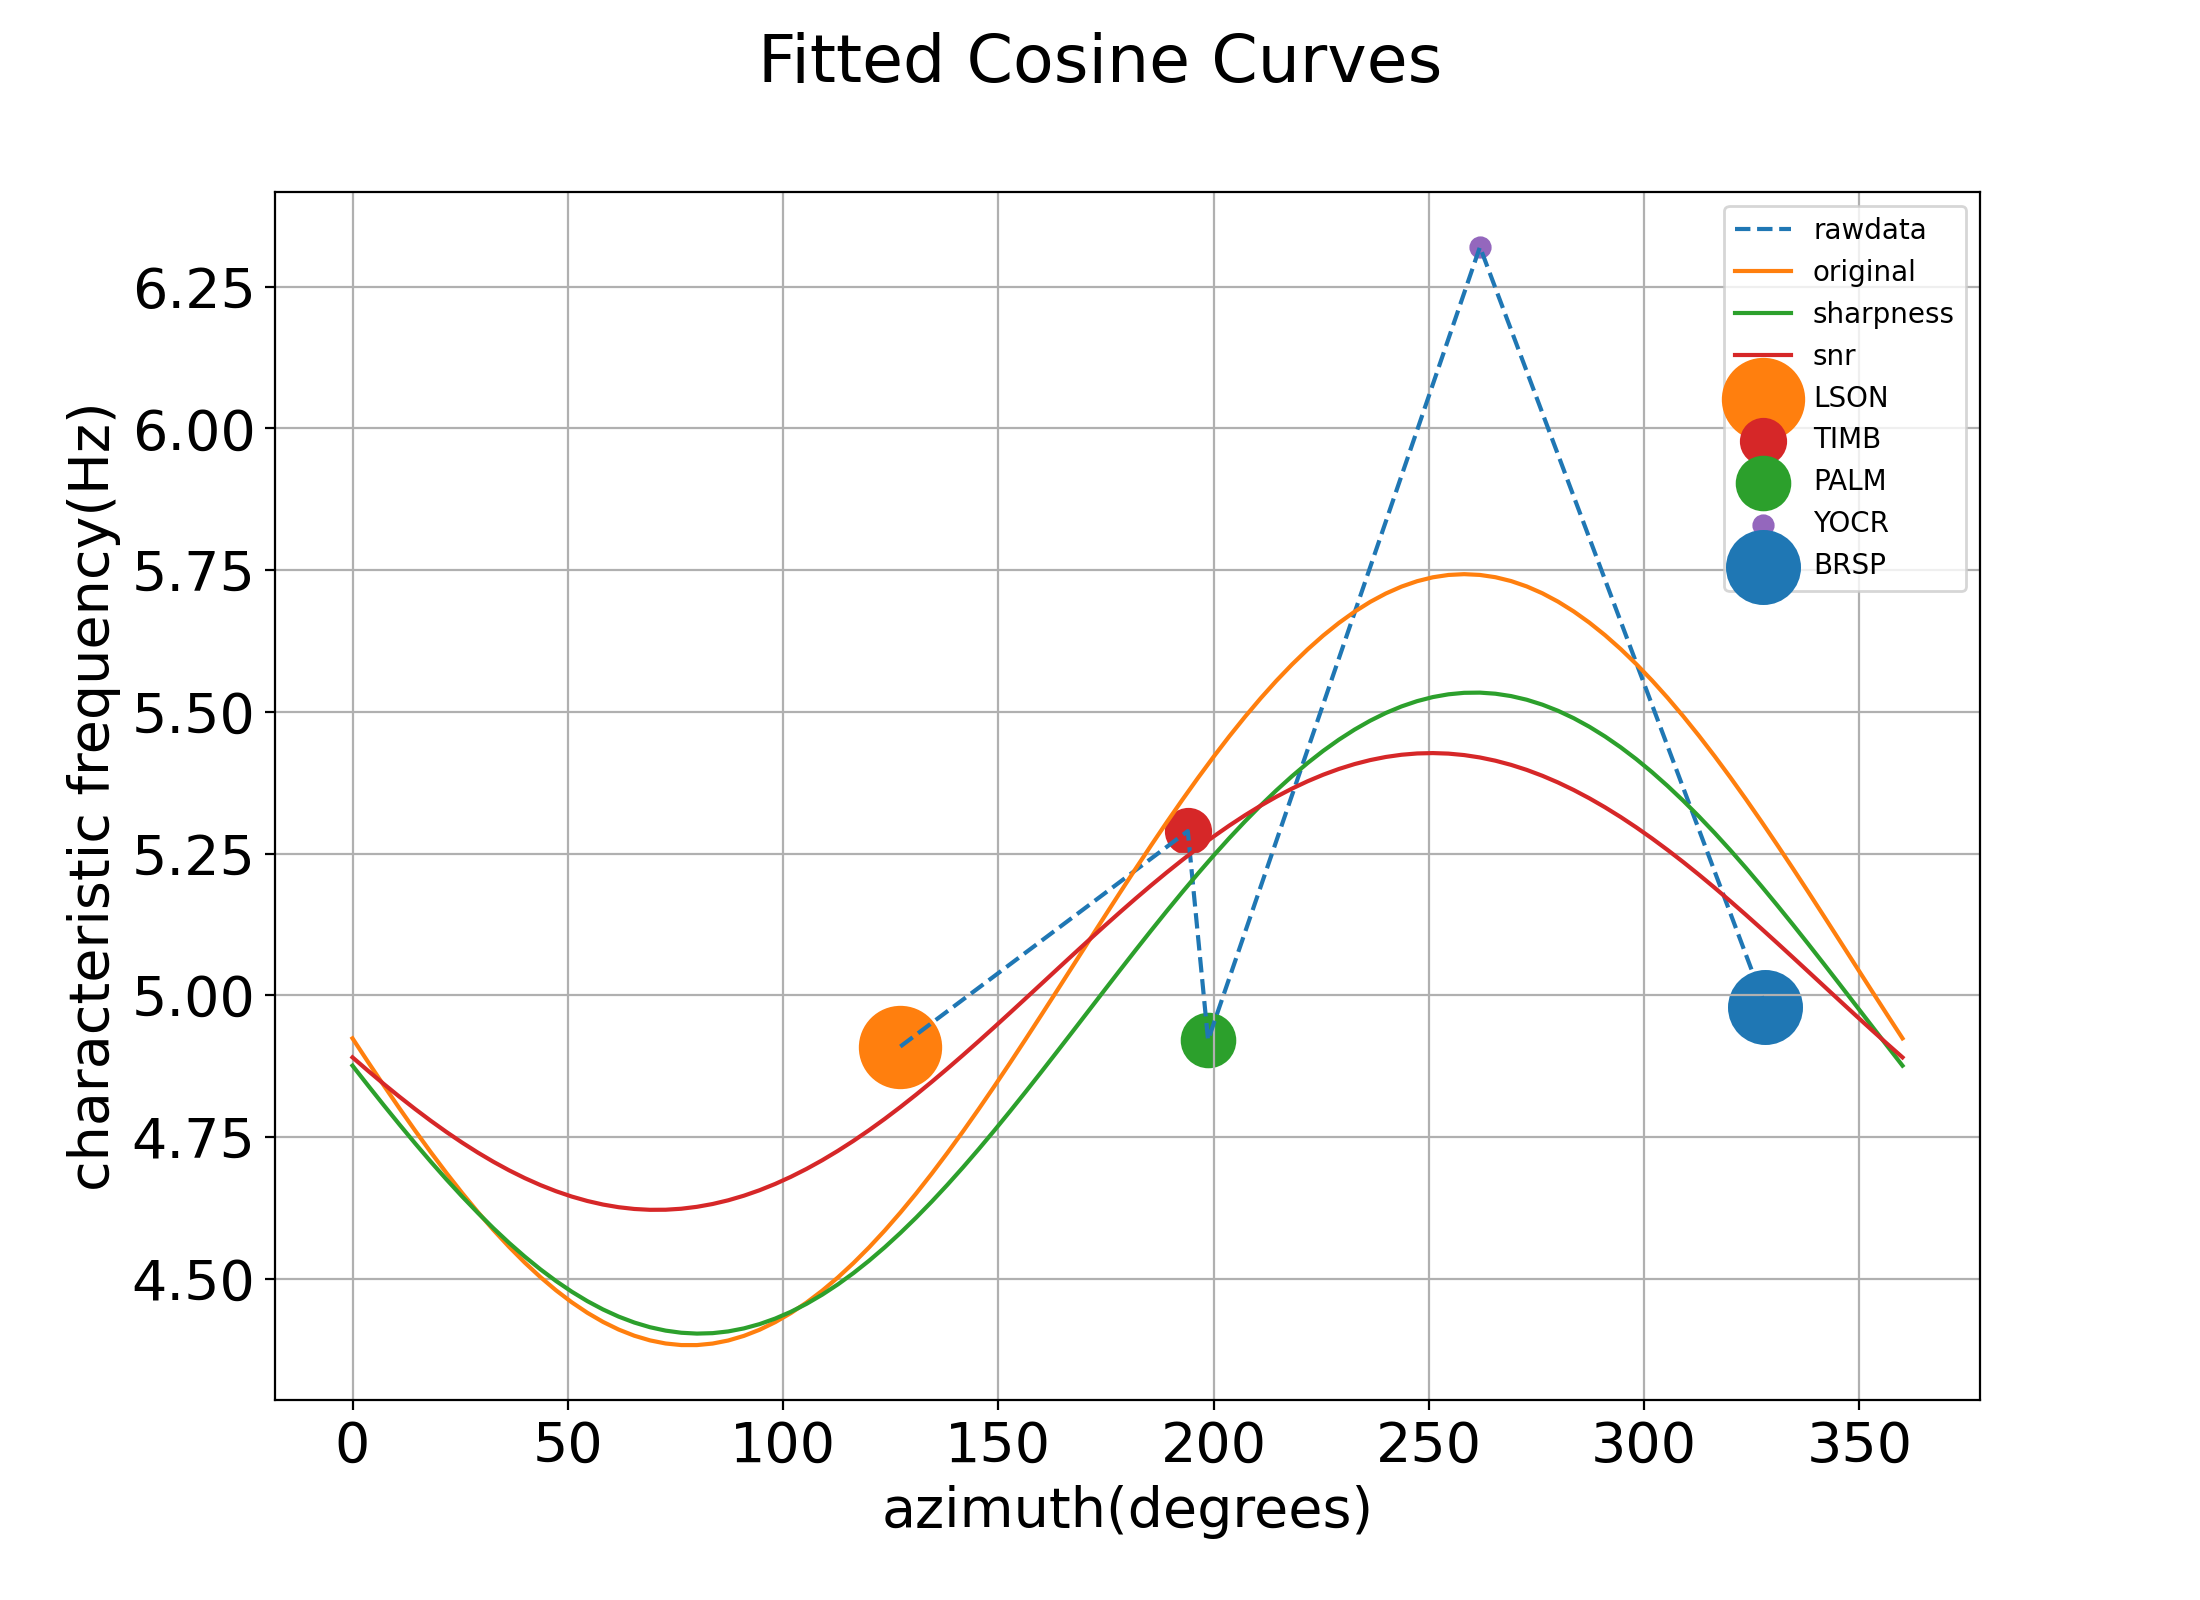 Fitted Cosine Curves
rawdata
original
sharpness
snr
LSON
TIMB
PALM
YOCR
BRSP
characteristic frequency(Hz)
6.25
6.00
5.75
5.50
5.25
5.00
4.75
4.50
0 50 100 150 200 250 300 350
azimuth(degrees)